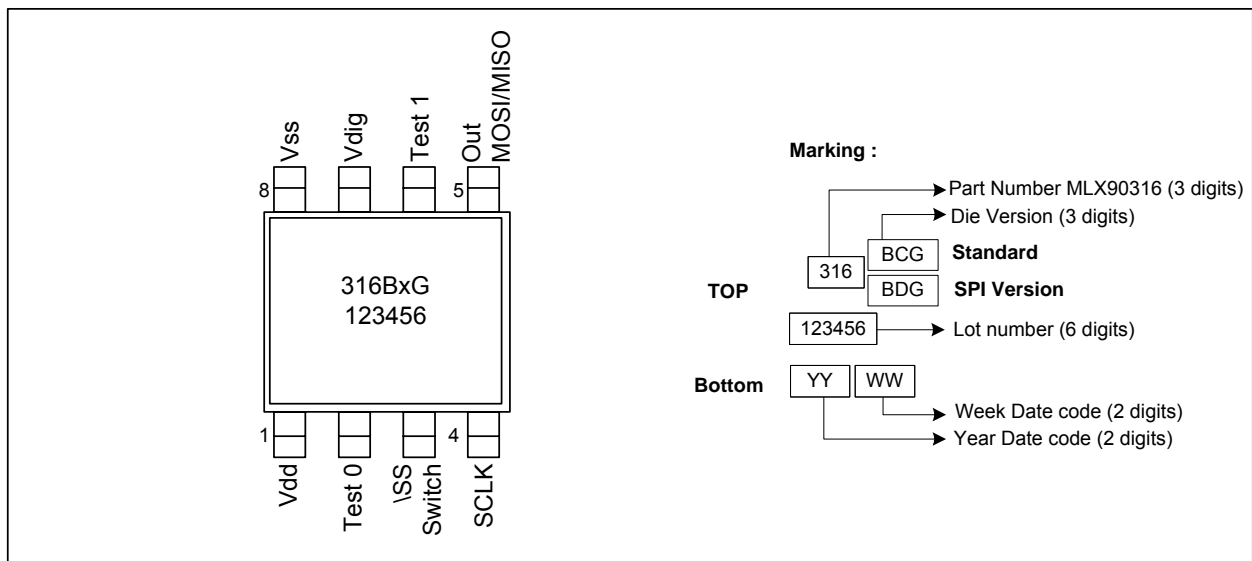 Vss
Vdig
Test 1
Out
MOSI/MISO
8
5
316BxG
123456
1
4
Vdd
Test 0
\SS
Switch
SCLK
Marking :
Part Number MLX90316 (3 digits)
Die Version (3 digits)
TOP
316
BCG
Standard
BDG
SPI Version
123456
Lot number (6 digits)
Bottom
YY
WW
Week Date code (2 digits)
Year Date code (2 digits)